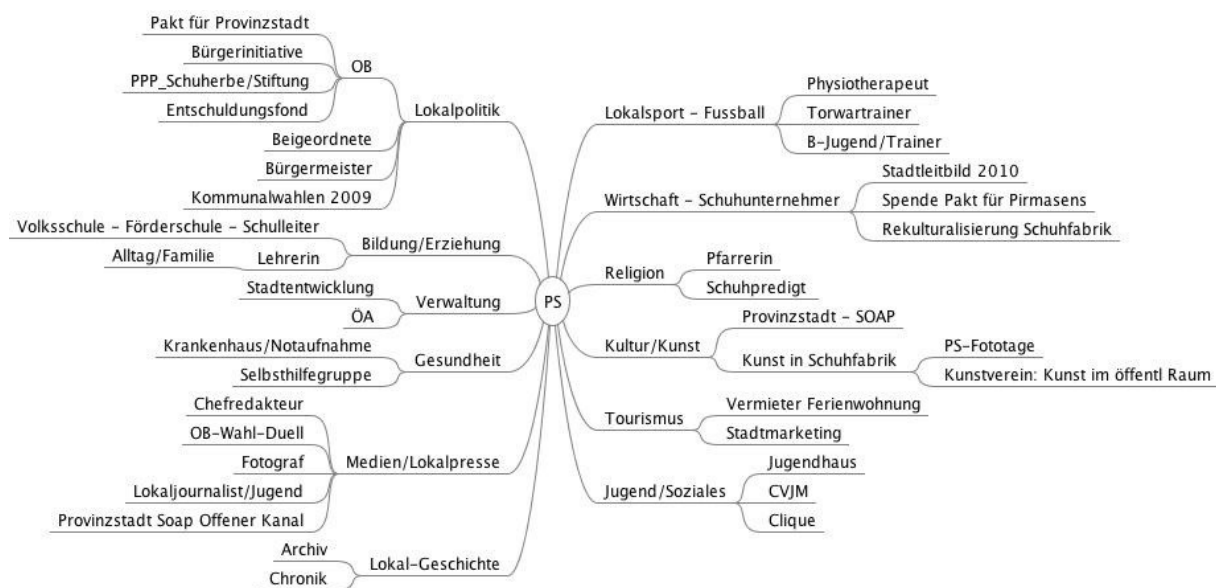 Pakt für Provinzstadt
Bürgerinitiative
PPP_Schuherbe/Stiftung
Entschuldungsfond
OB
Beigeordnete
Bürgermeister
Kommunalwahlen 2009
Lokalpolitik
Volksschule – Förderschule – Schulleiter
Alltag/Familie
Lehrerin
Bildung/Erziehung
Stadtentwicklung
ÖA
Verwaltung
Krankenhaus/Notaufnahme
Selbsthilfegruppe
Gesundheit
Chefredakteur
OB-Wahl-Duell
Fotograf
Lokaljournalist/Jugend
Provinzstadt Soap Offener Kanal
Medien/Lokalpresse
Archiv
Chronik
Lokal-Geschichte
PS
Lokalsport – Fussball
Physiotherapeut
Torwartrainer
B-Jugend/Trainer
Wirtschaft – Schuhunternehmer
Stadtleitbild 2010
Spende Pakt für Pirmasens
Rekulturalisierung Schuhfabrik
Religion
Pfarrerin
Schuhpredigt
Kultur/Kunst
Provinzstadt – SOAP
Kunst in Schuhfabrik
PS-Fototage
Kunstverein: Kunst im öffentl Raum
Tourismus
Vermieter Ferienwohnung
Stadtmarketing
Jugend/Soziales
Jugendhaus
CVJM
Clique